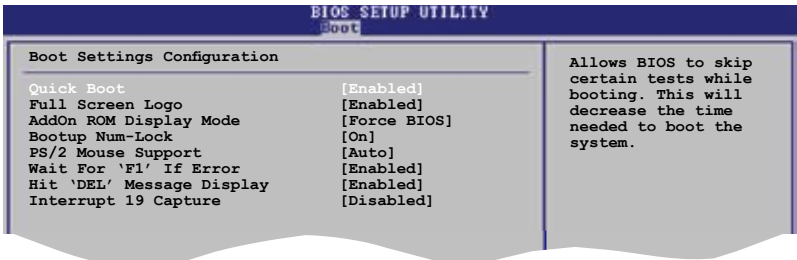 BIOS SETUP UTILITY
Boot
Boot Settings Configuration
Quick Boot [Enabled]
Full Screen Logo [Enabled]
AddOn ROM Display Mode [Force BIOS]
Bootup Num-Lock [On]
PS/2 Mouse Support [Auto]
Wait For ‘F1’ If Error [Enabled]
Hit ‘DEL’ Message Display [Enabled]
Interrupt 19 Capture [Disabled]
Allows BIOS to skip
certain tests while
booting. This will
decrease the time
needed to boot the
system.